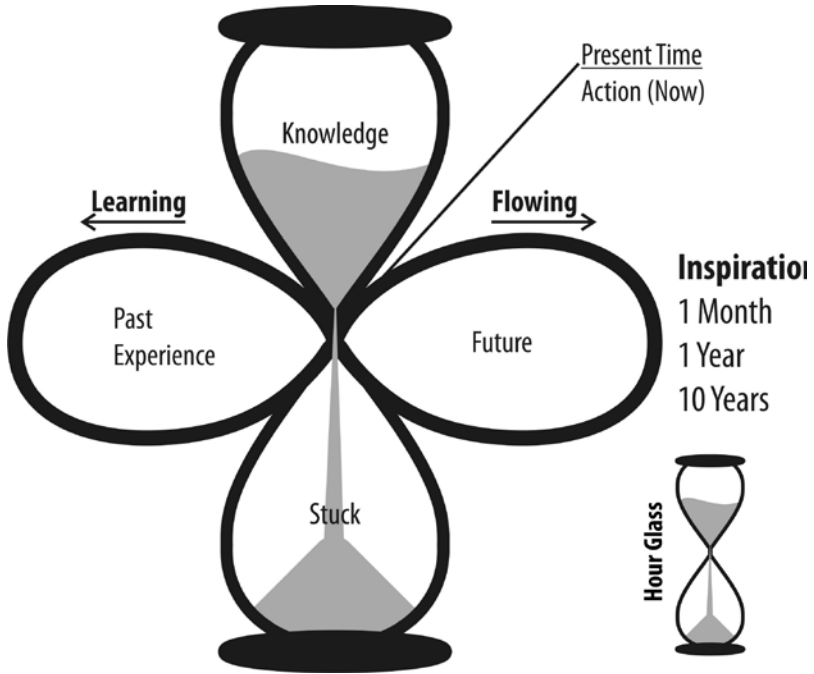 Present Time
Action (Now)
Knowledge
Learning
Flowing
Past
Experience
Future
Inspiration
1 Month
1 Year
10 Years
Stuck
Hour Glass